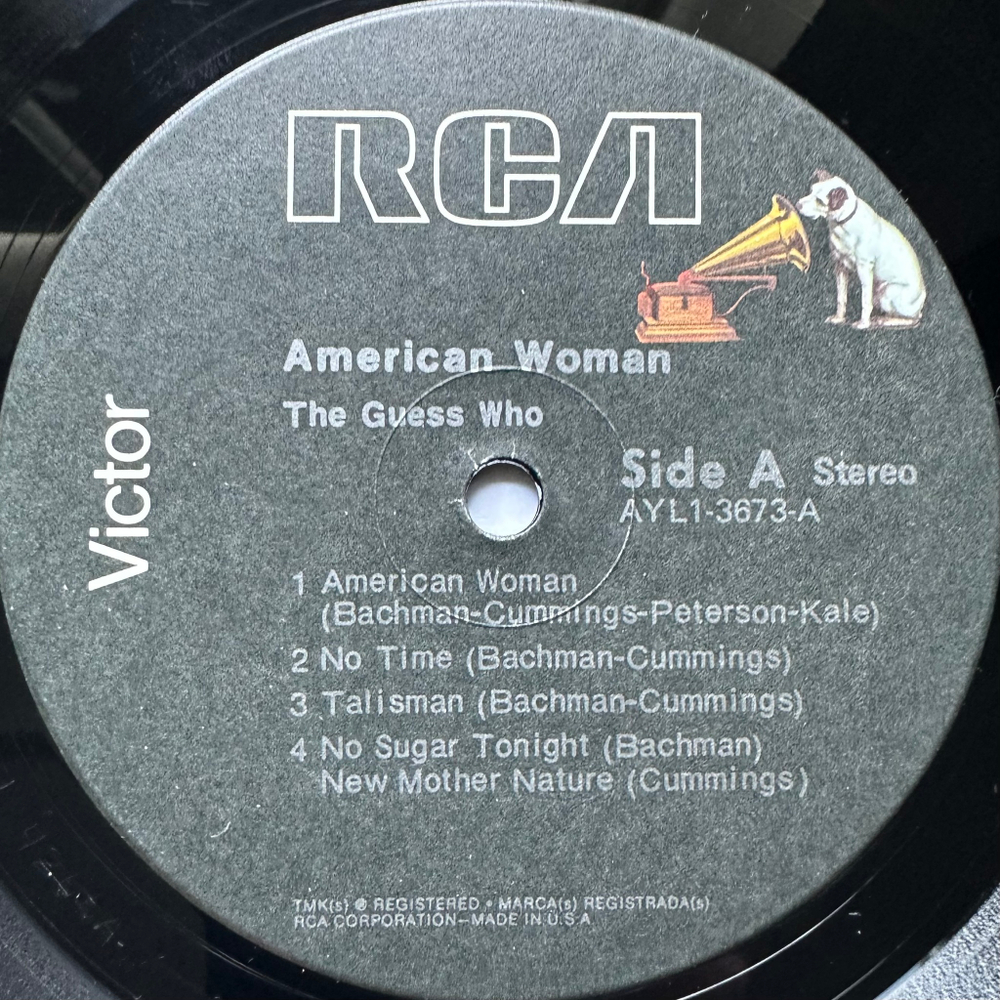 RCA
Victor
American Woman
The Guess Who
Side A Stereo
AYL1-3673-A
1 American Woman
(Bachman-Cummings-Peterson-Kale)
2 No Time (Bachman-Cummings)
3 Talisman (Bachman-Cummings)
4 No Sugar Tonight (Bachman)
New Mother Nature (Cummings)
TMK(s) ® REGISTERED • MARCA(s) REGISTRADA(s)
RCA CORPORATION—MADE IN U.S.A